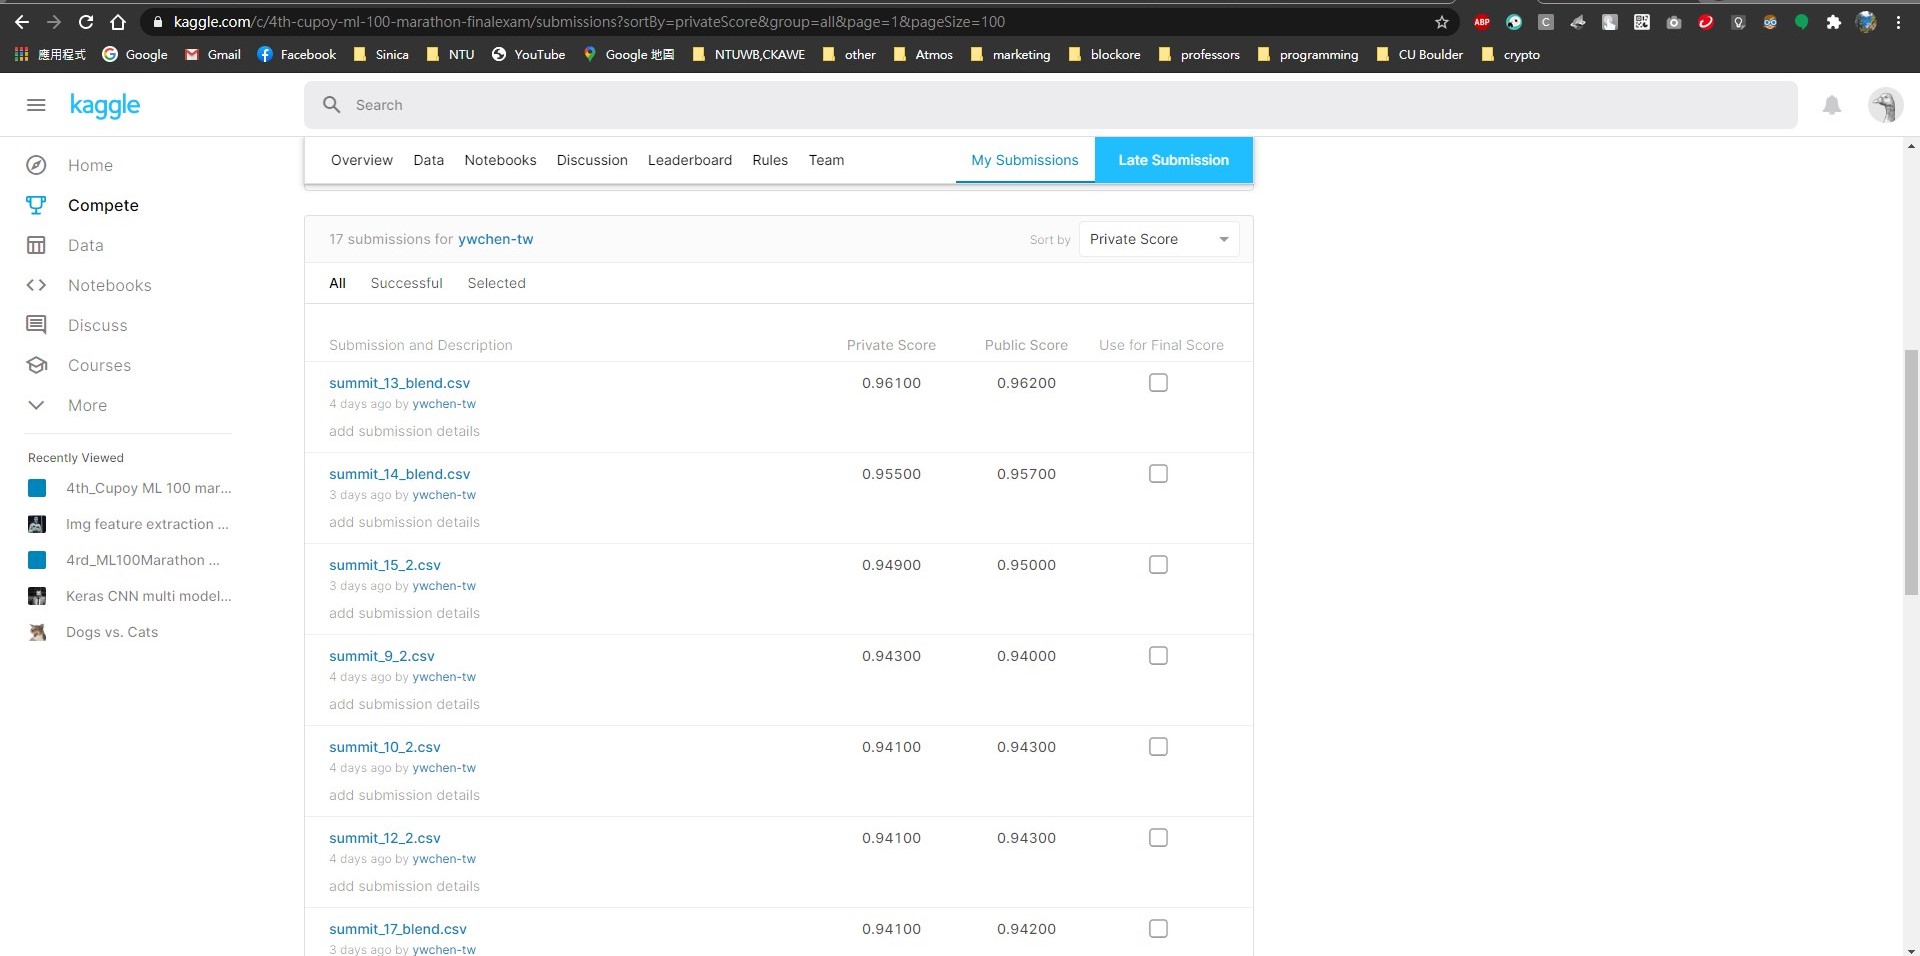 kaggle.com/c/4th-cupoy-ml-100-marathon-finalexam/submissions?sortBy=privateScore&group=all&page=1&pageSize=100
ABP
C
應用程式 Google Gmail Facebook Sinica NTU YouTube Google 地圖 NTUWB,CKAWE other Atmos marketing blockore professors programming CU Boulder crypto
kaggle Search
Overview Data Notebooks Discussion Leaderboard Rules Team My Submissions Late Submission
Home
Compete
Data
Notebooks
Discuss
Courses
More
Recently Viewed
4th_Cupoy ML 100 mar...
Img feature extraction ...
4rd_ML100Marathon ...
Keras CNN multi model...
Dogs vs. Cats
17 submissions for ywchen-tw Sort by Private Score
All Successful Selected
Submission and Description Private Score Public Score Use for Final Score
summit_13_blend.csv 0.96100 0.96200
4 days ago by ywchen-tw
add submission details
summit_14_blend.csv 0.95500 0.95700
3 days ago by ywchen-tw
add submission details
summit_15_2.csv 0.94900 0.95000
3 days ago by ywchen-tw
add submission details
summit_9_2.csv 0.94300 0.94000
4 days ago by ywchen-tw
add submission details
summit_10_2.csv 0.94100 0.94300
4 days ago by ywchen-tw
add submission details
summit_12_2.csv 0.94100 0.94300
4 days ago by ywchen-tw
add submission details
summit_17_blend.csv 0.94100 0.94200
3 days ago by ywchen-tw